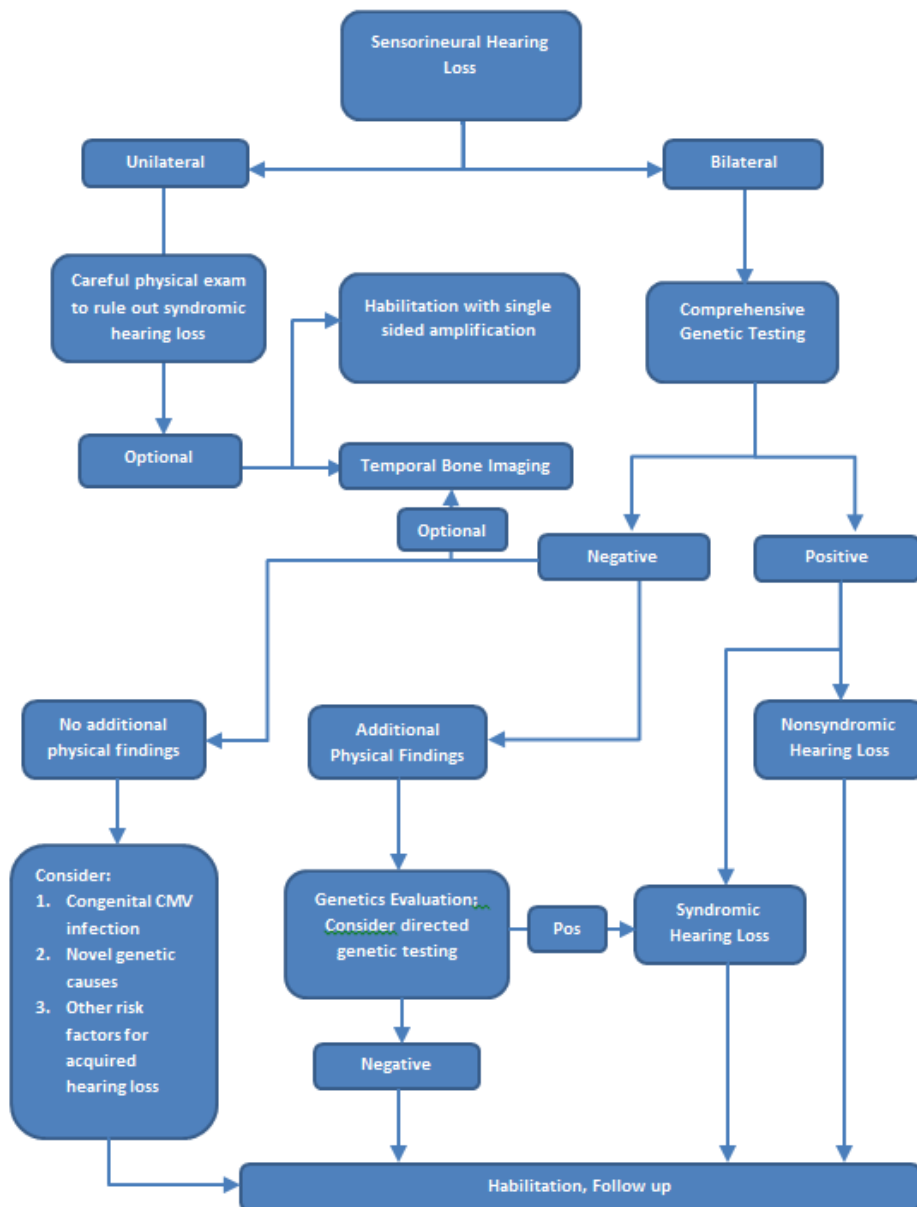 Sensorineural Hearing
Loss
Unilateral
Bilateral
Careful physical exam
to rule out syndromic
hearing loss
Habilitation with single
sided amplification
Comprehensive
Genetic Testing
Optional
Temporal Bone Imaging
Optional
Negative
Positive
No additional
physical findings
Additional
Physical Findings
Nonsyndromic
Hearing Loss
Consider:
1. Congenital CMV
infection
2. Novel genetic
causes
3. Other risk
factors for
acquired
hearing loss
Genetics Evaluation;
Consider directed
genetic testing
Pos
Syndromic
Hearing Loss
Negative
Habilitation, Follow up